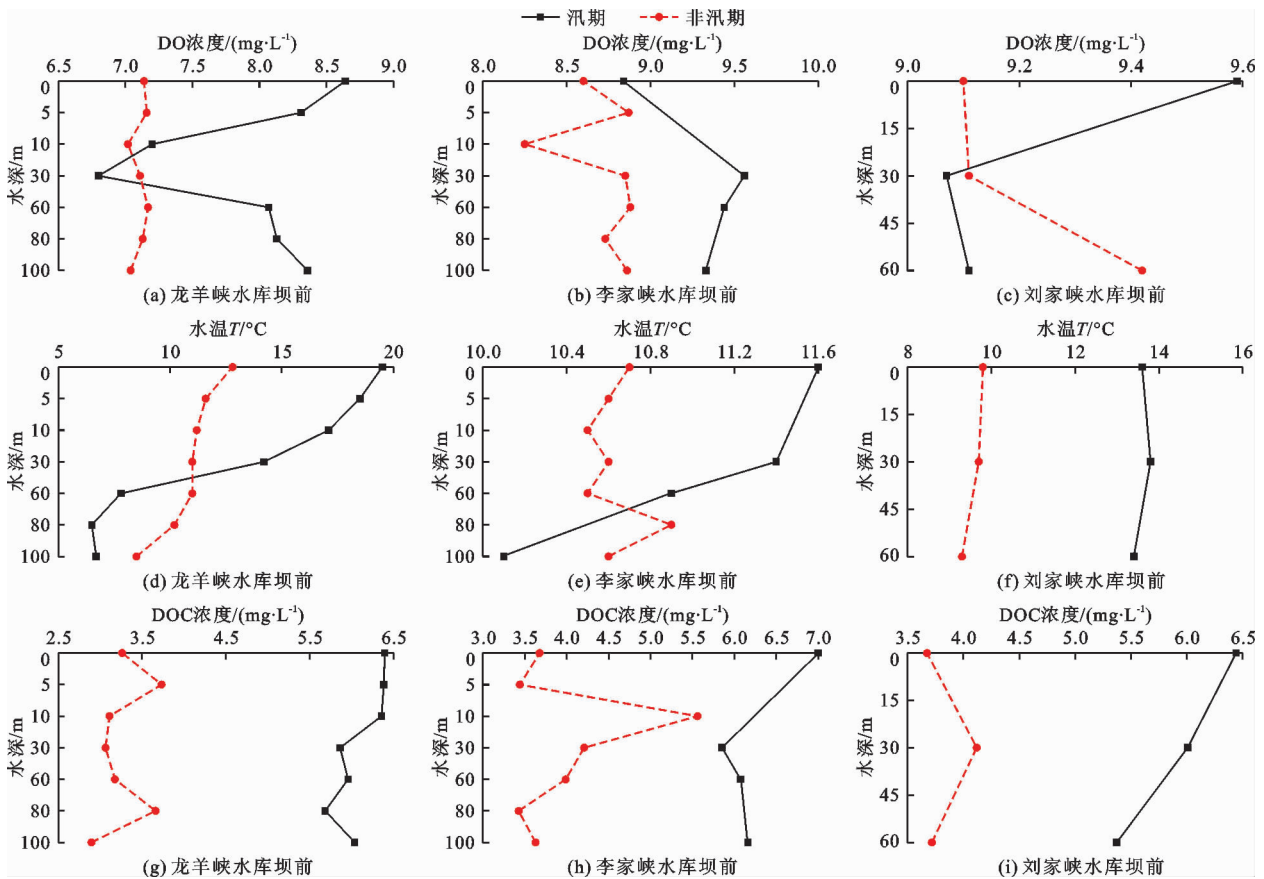 汛期 非汛期
DO浓度/(mg·L-1) DO浓度/(mg·L-1) DO浓度/(mg·L-1)
6.5 7.0 7.5 8.0 8.5 9.0 8.0 8.5 9.0 9.5 10.0 9.0 9.2 9.4 9.6
0 0 0
5 5 15
10 10
水深/m 30 水深/m 30 水深/m 30
60 60 45
80 80
100 100 60
(a) 龙羊峡水库坝前 (b) 李家峡水库坝前 (c) 刘家峡水库坝前
水温T/°C 水温T/°C 水温T/°C
5 10 15 20 10.0 10.4 10.8 11.2 11.6 8 10 12 14 16
0 0 0
5 5 15
10 10
水深/m 30 水深/m 30 水深/m 30
60 60 45
80 80
100 100 60
(d) 龙羊峡水库坝前 (e) 李家峡水库坝前 (f) 刘家峡水库坝前
DOC浓度/(mg·L-1) DOC浓度/(mg·L-1) DOC浓度/(mg·L-1)
2.5 3.5 4.5 5.5 6.5 3.0 3.5 4.0 4.5 5.0 5.5 6.0 6.5 7.0 3.5 4.0 4.5 5.0 5.5 6.0 6.5
0 0 0
5 5 15
10 10
水深/m 30 水深/m 30 水深/m 30
60 60 45
80 80
100 100 60
(g) 龙羊峡水库坝前 (h) 李家峡水库坝前 (i) 刘家峡水库坝前